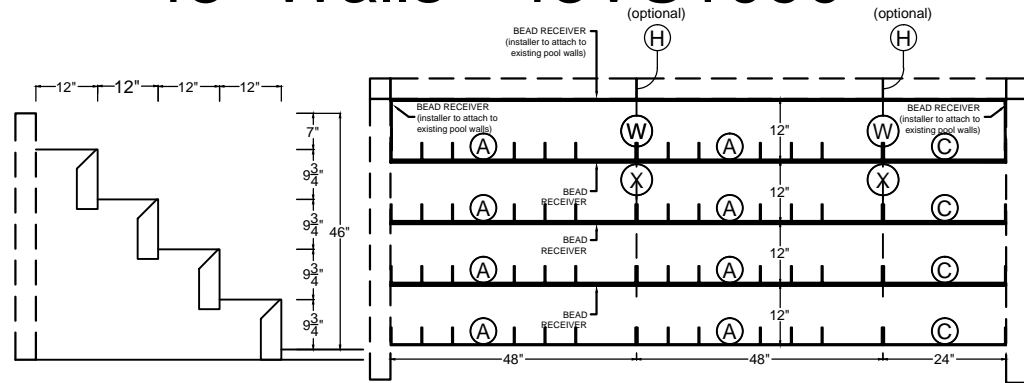 (optional)
H
(optional)
H
BEAD RECEIVER
(installer to attach to
existing pool walls)
12"
12"
12"
12"
BEAD RECEIVER
(installer to attach to
existing pool walls)
BEAD RECEIVER
(installer to attach to
existing pool walls)
7"
W
12"
W
A
A
C
9 3/4"
BEAD
RECEIVER
X
X
12"
A
A
C
9 3/4"
46"
BEAD
RECEIVER
12"
A
A
C
9 3/4"
BEAD
RECEIVER
12"
9 3/4"
A
A
C
48"
48"
24"